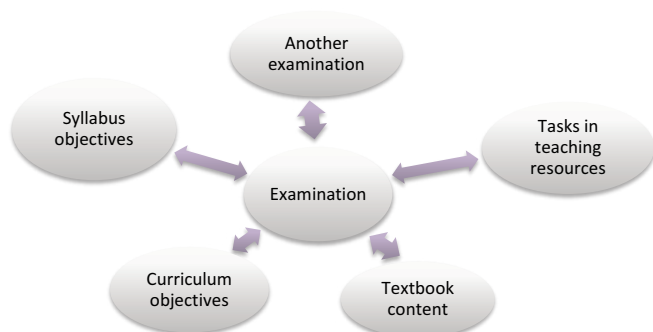 Another
examination
Syllabus
objectives
Tasks in
teaching
resources
Examination
Curriculum
objectives
Textbook
content